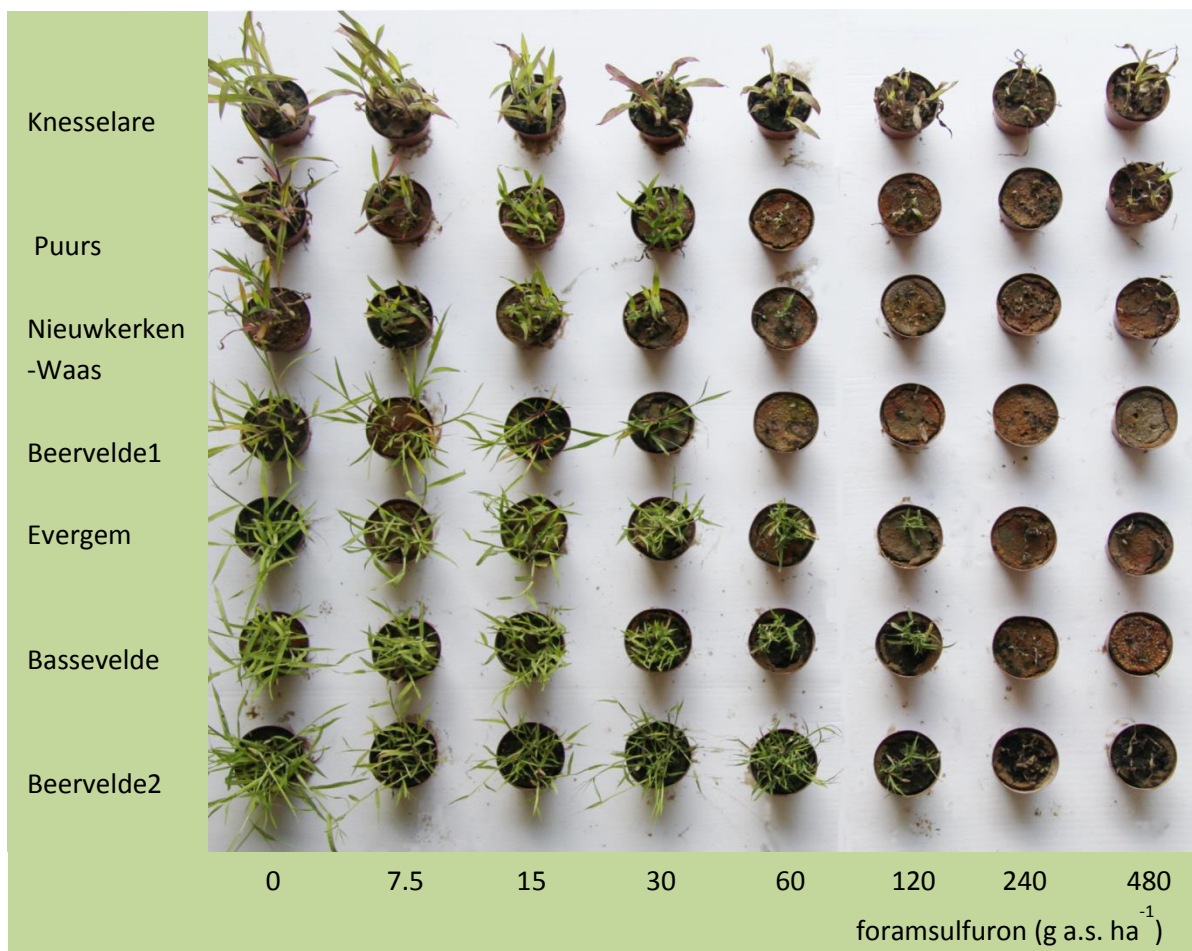 Knesselare
Puurs
Nieuwkerken
-Waas
Beervelde1
Evergem
Bassevelde
Beervelde2
0 7.5 15 30 60 120 240 480
foramsulfuron (g a.s. ha⁻¹)